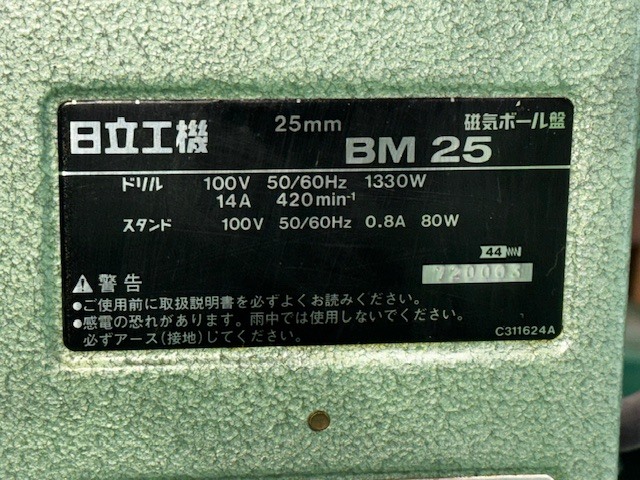 日立工機 25mm BM 25 磁気ボール盤
ドリル 100V 50/60Hz 1330W
14A 420min⁻¹
スタンド 100V 50/60Hz 0.8A 80W
44
警告
●ご使用前に取扱説明書を必ずよくお読みください。
●感電の恐れがあります。雨中では使用しないでください。
必ずアース(接地)してください。
C311624A